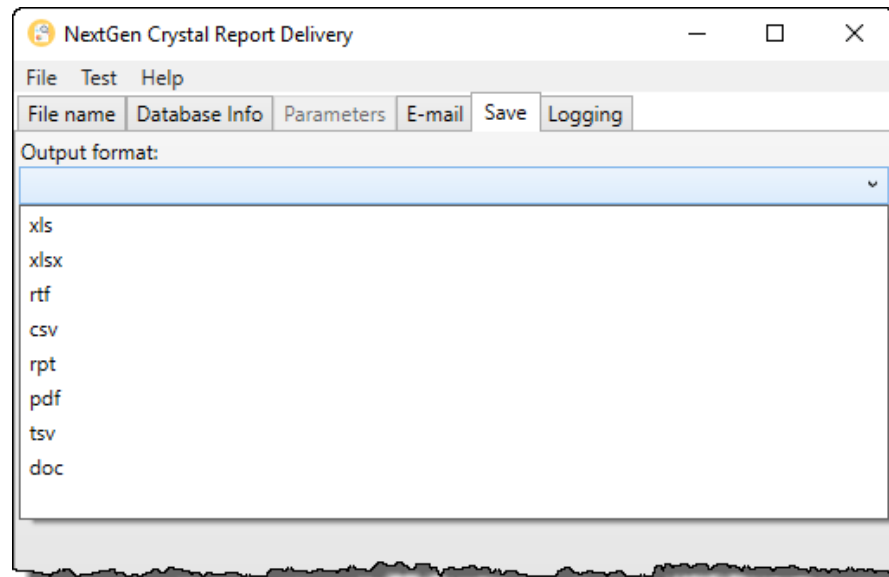 NextGen Crystal Report Delivery
File Test Help
File name Database Info Parameters E-mail Save Logging
Output format:
xls
xlsx
rtf
csv
rpt
pdf
tsv
doc